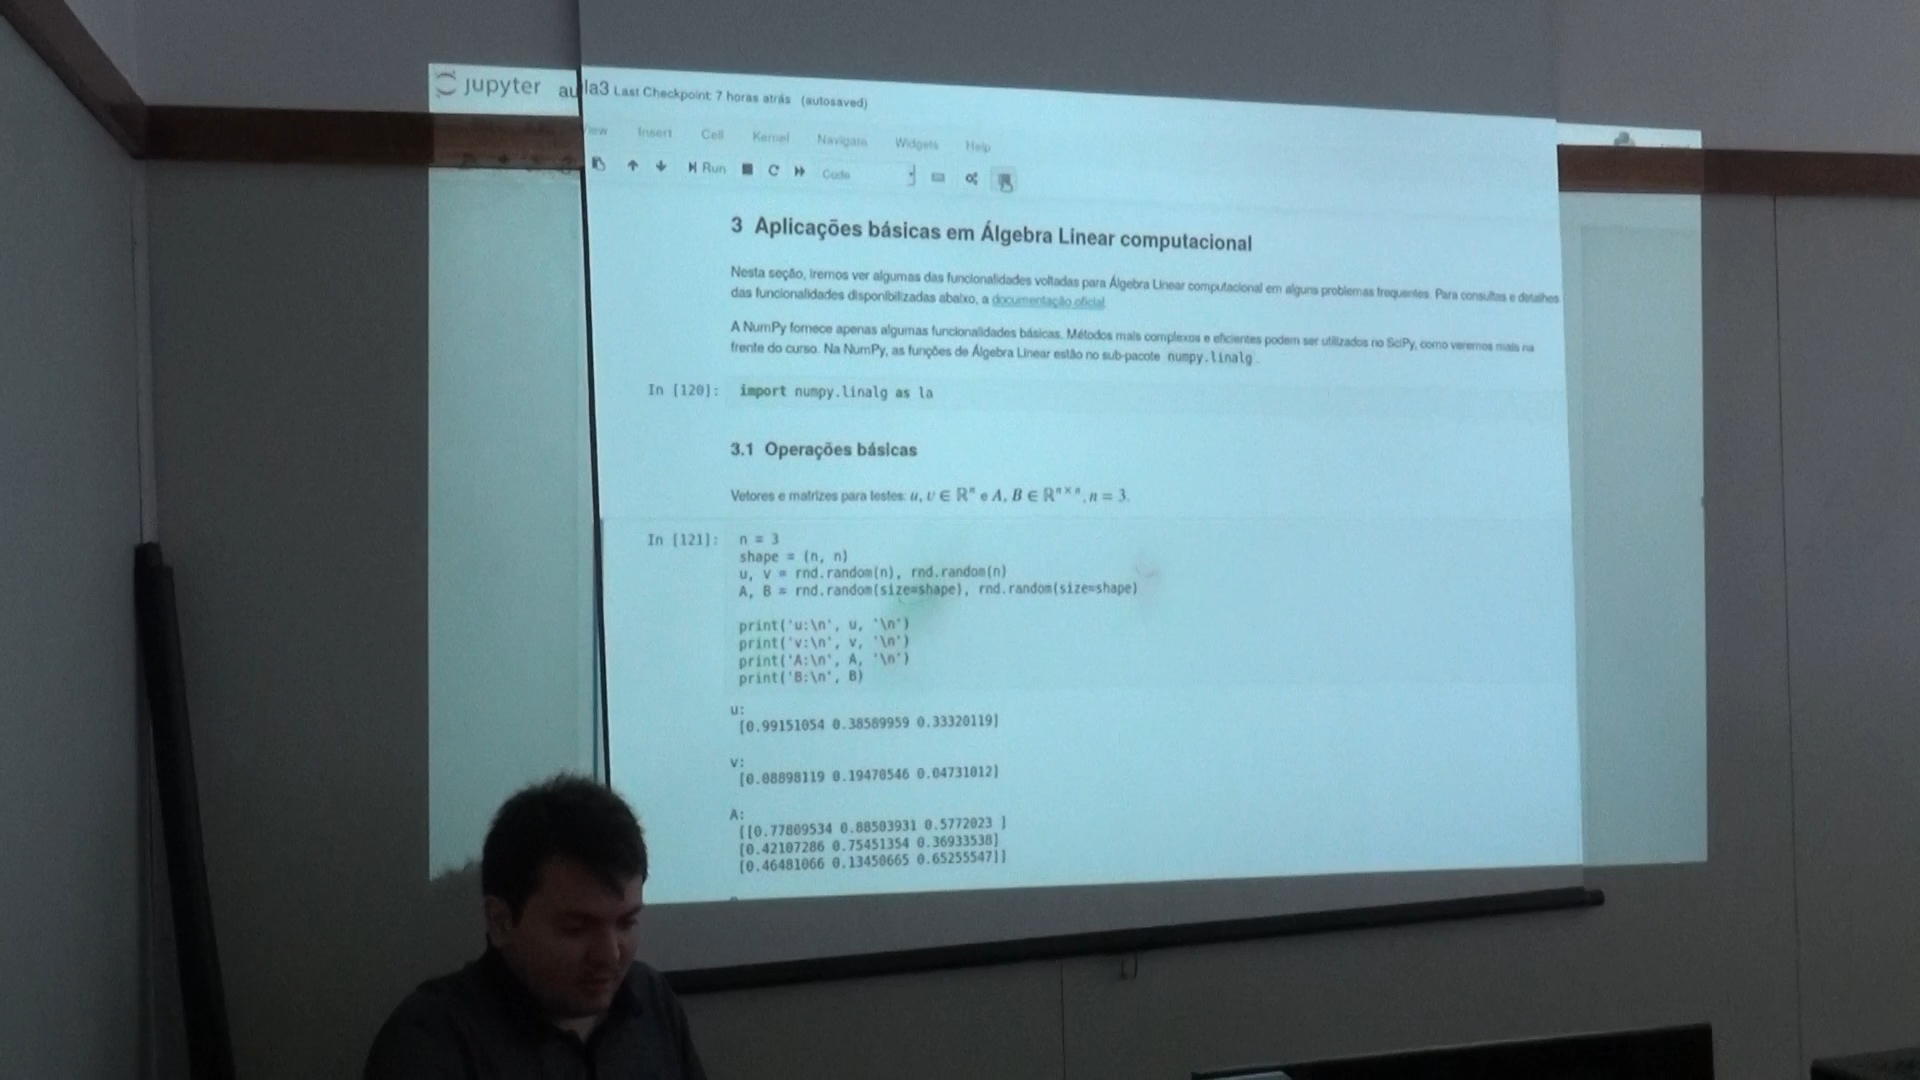 jupyter aula3 Last Checkpoint: 7 horas atrás (autosaved)
View Insert Cell Kernel Navigate Widgets Help
Run Code
3 Aplicações básicas em Álgebra Linear computacional
Nesta seção, iremos ver algumas das funcionalidades voltadas para Álgebra Linear computacional em alguns problemas frequentes. Para consultas e detalhes
das funcionalidades disponibilizadas abaixo, a documentação oficial.
A NumPy fornece apenas algumas funcionalidades básicas. Métodos mais complexos e eficientes podem ser utilizados no SciPy, como veremos mais na
frente do curso. Na NumPy, as funções de Álgebra Linear estão no sub-pacote numpy.linalg.
In [120]: import numpy.linalg as la
3.1 Operações básicas
Vetores e matrizes para testes: u, v ∈ ℝⁿ e A, B ∈ ℝⁿˣⁿ, n = 3.
In [121]: n = 3
shape = (n, n)
u, v = rnd.random(n), rnd.random(n)
A, B = rnd.random(size=shape), rnd.random(size=shape)
print('u:\n', u, '\n')
print('v:\n', v, '\n')
print('A:\n', A, '\n')
print('B:\n', B)
u:
[0.99151054 0.38589959 0.33320119]
v:
[0.08898119 0.19470546 0.04731012]
A:
[[0.77809534 0.88503931 0.5772023 ]
[0.42107286 0.75451354 0.36933538]
[0.46481066 0.13450665 0.65255547]]